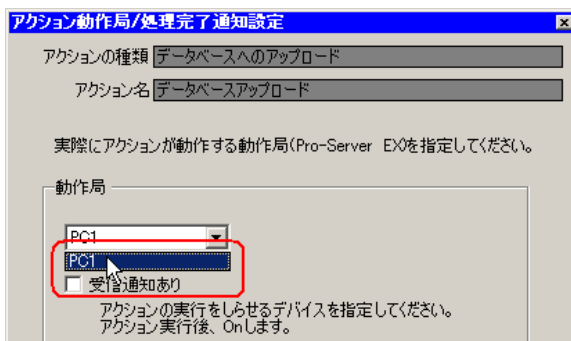 アクション動作局/処理完了通知設定
アクションの種類 データベースへのアップロード
アクション名 データベースアップロード
実際にアクションが動作する動作局(Pro-Server EX)を指定してください。
動作局
PC1
PC1
受信通知あり
アクションの実行をしらせるデバイスを指定してください。
アクション実行後、Onします。